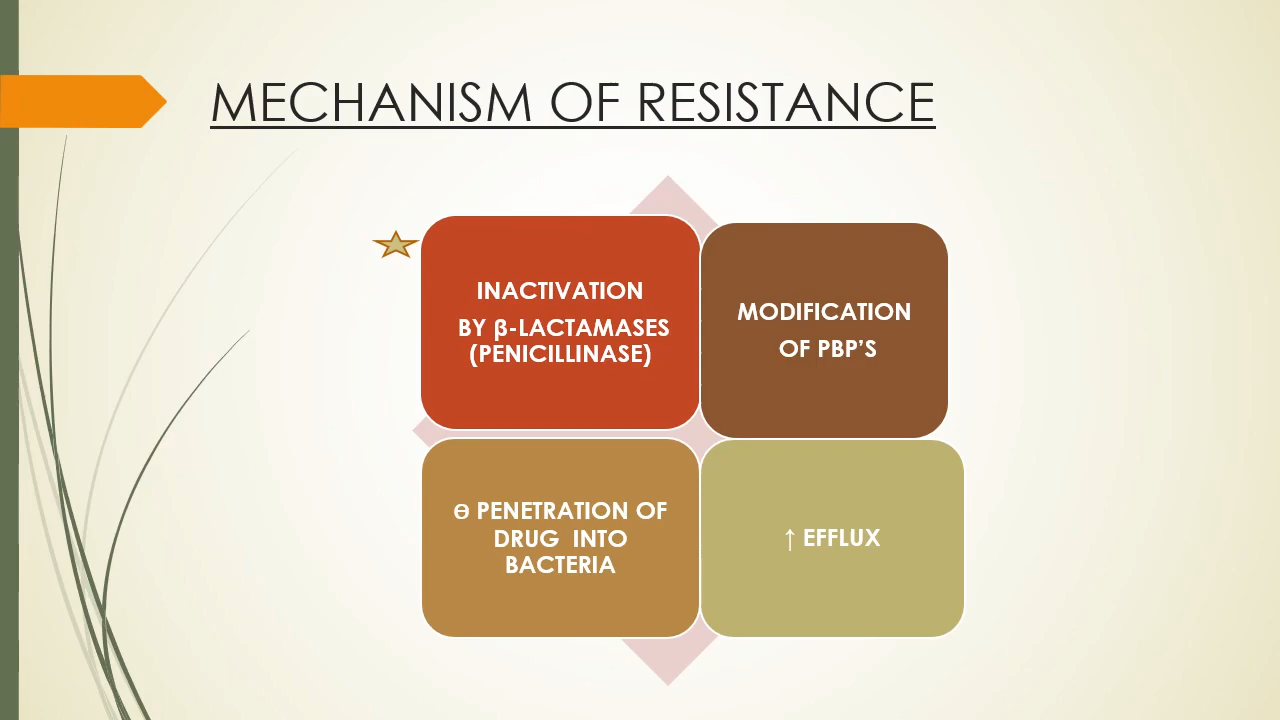 MECHANISM OF RESISTANCE
INACTIVATION
BY β-LACTAMASES
(PENICILLINASE)
MODIFICATION
OF PBP'S
ɵ PENETRATION OF
DRUG INTO
BACTERIA
↑ EFFLUX